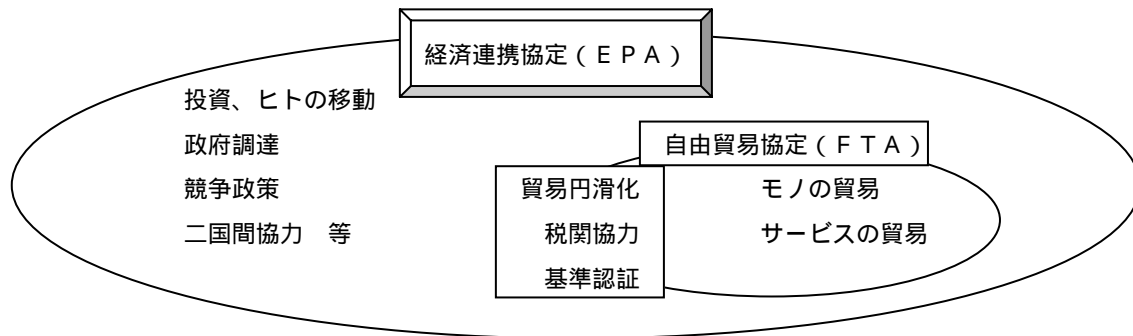 経済連携協定（ＥＰＡ）
投資、ヒトの移動
政府調達
競争政策
二国間協力　等
自由貿易協定（ＦＴＡ）
貿易円滑化
税関協力
基準認証
モノの貿易
サービスの貿易